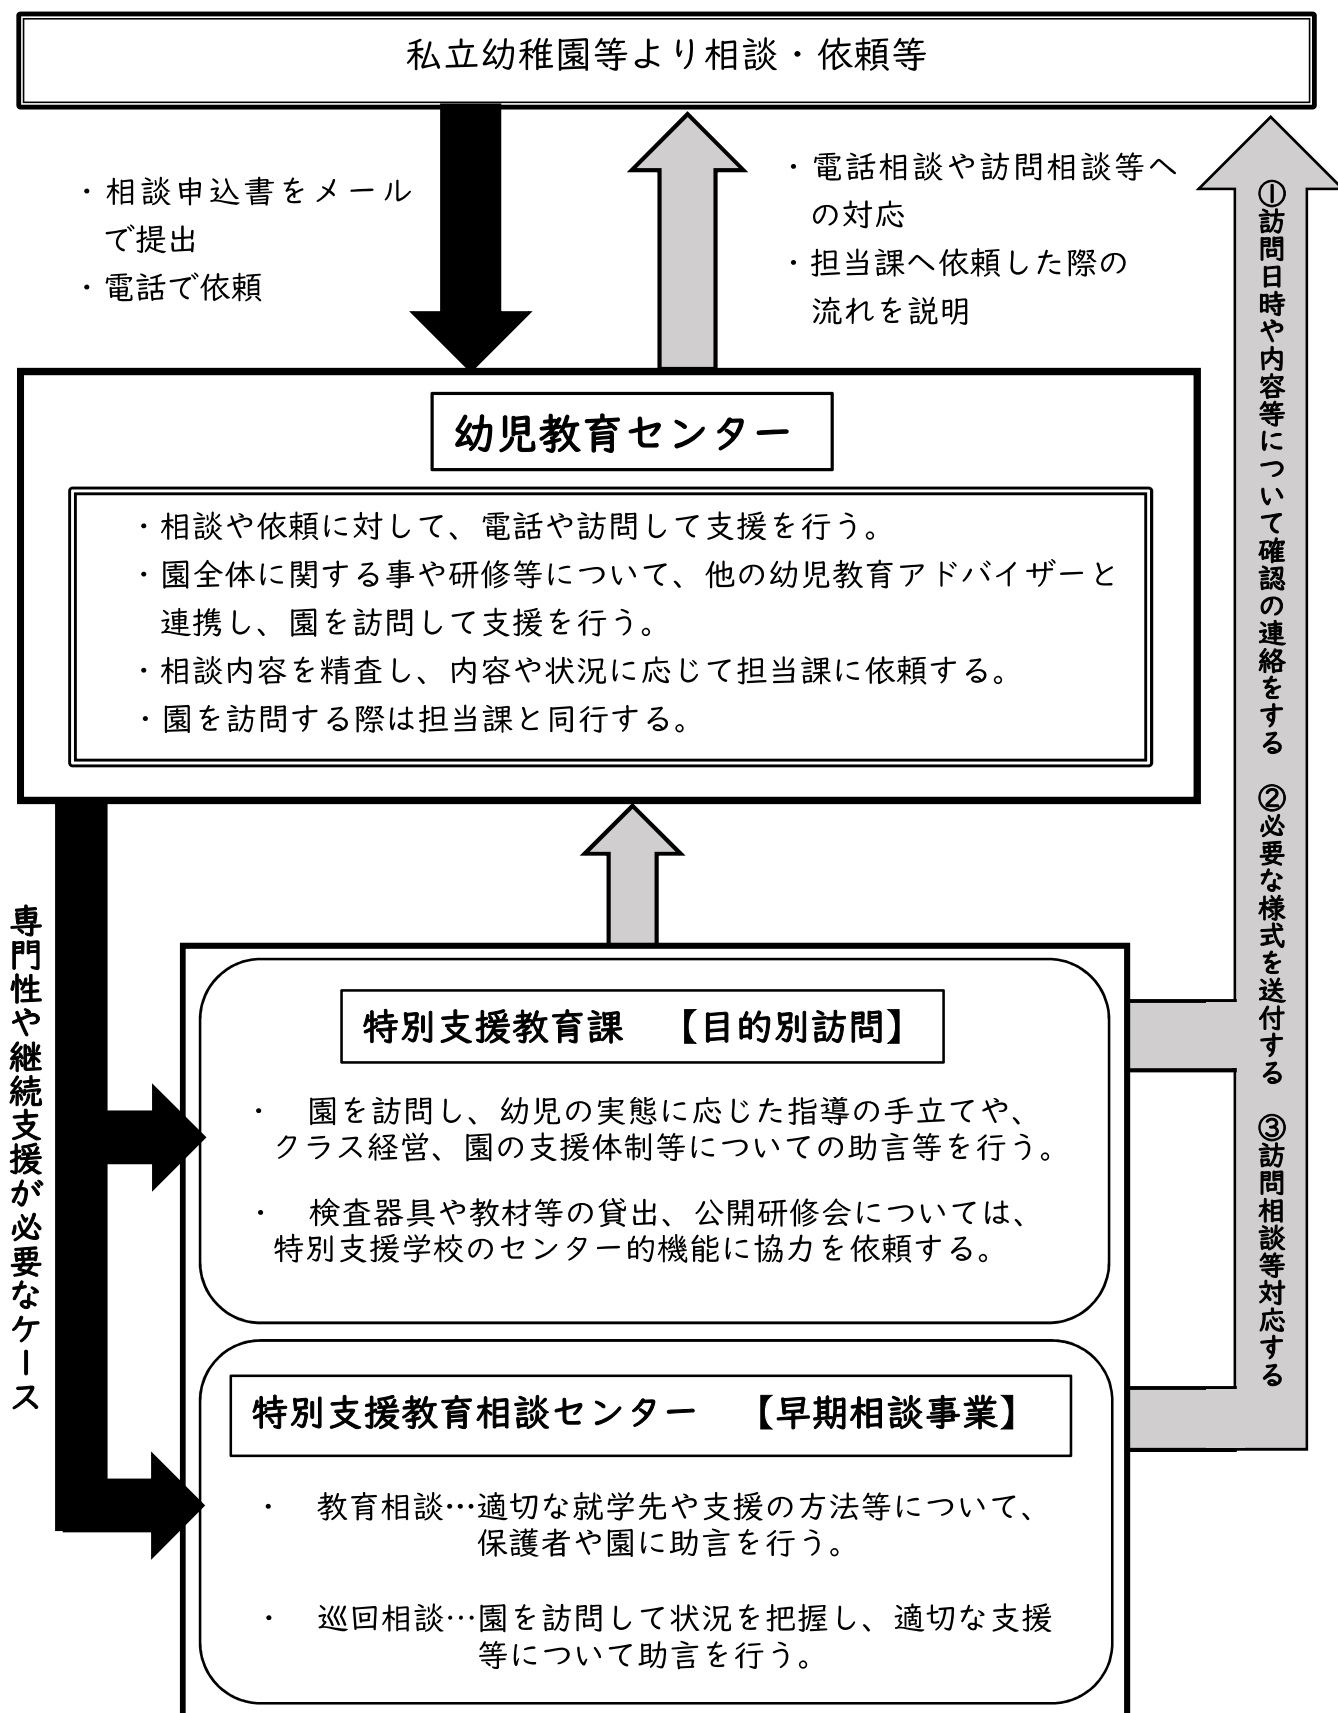 私立幼稚園等より相談・依頼等
・相談申込書をメール
で提出
・電話で依頼
・電話相談や訪問相談等へ
の対応
・担当課へ依頼した際の
流れを説明
幼児教育センター
・相談や依頼に対して、電話や訪問して支援を行う。
・園全体に関する事や研修等について、他の幼児教育アドバイザーと
連携し、園を訪問して支援を行う。
・相談内容を精査し、内容や状況に応じて担当課に依頼する。
・園を訪問する際は担当課と同行する。
①訪問日時や内容等について確認の連絡をする ②必要な様式を送付する ③訪問相談等対応する
専門性や継続支援が必要なケース
特別支援教育課 【目的別訪問】
・ 園を訪問し、幼児の実態に応じた指導の手立てや、
クラス経営、園の支援体制等についての助言等を行う。
・ 検査器具や教材等の貸出、公開研修会については、
特別支援学校のセンター的機能に協力を依頼する。
特別支援教育相談センター 【早期相談事業】
・ 教育相談…適切な就学先や支援の方法等について、
保護者や園に助言を行う。
・ 巡回相談…園を訪問して状況を把握し、適切な支援
等について助言を行う。